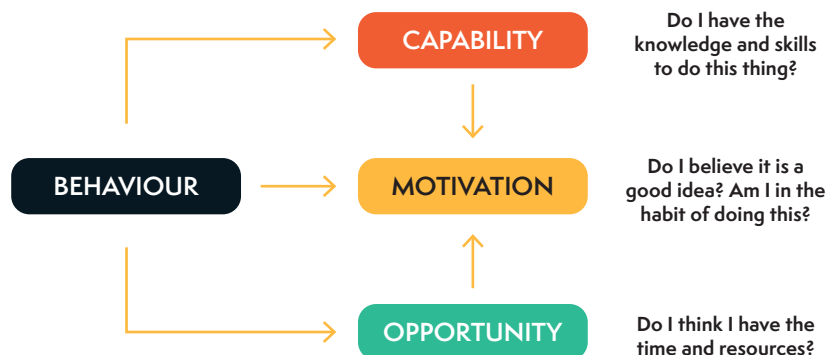 CAPABILITY
Do I have the
knowledge and skills
to do this thing?
BEHAVIOUR
MOTIVATION
Do I believe it is a
good idea? Am I in the
habit of doing this?
OPPORTUNITY
Do I think I have the
time and resources?